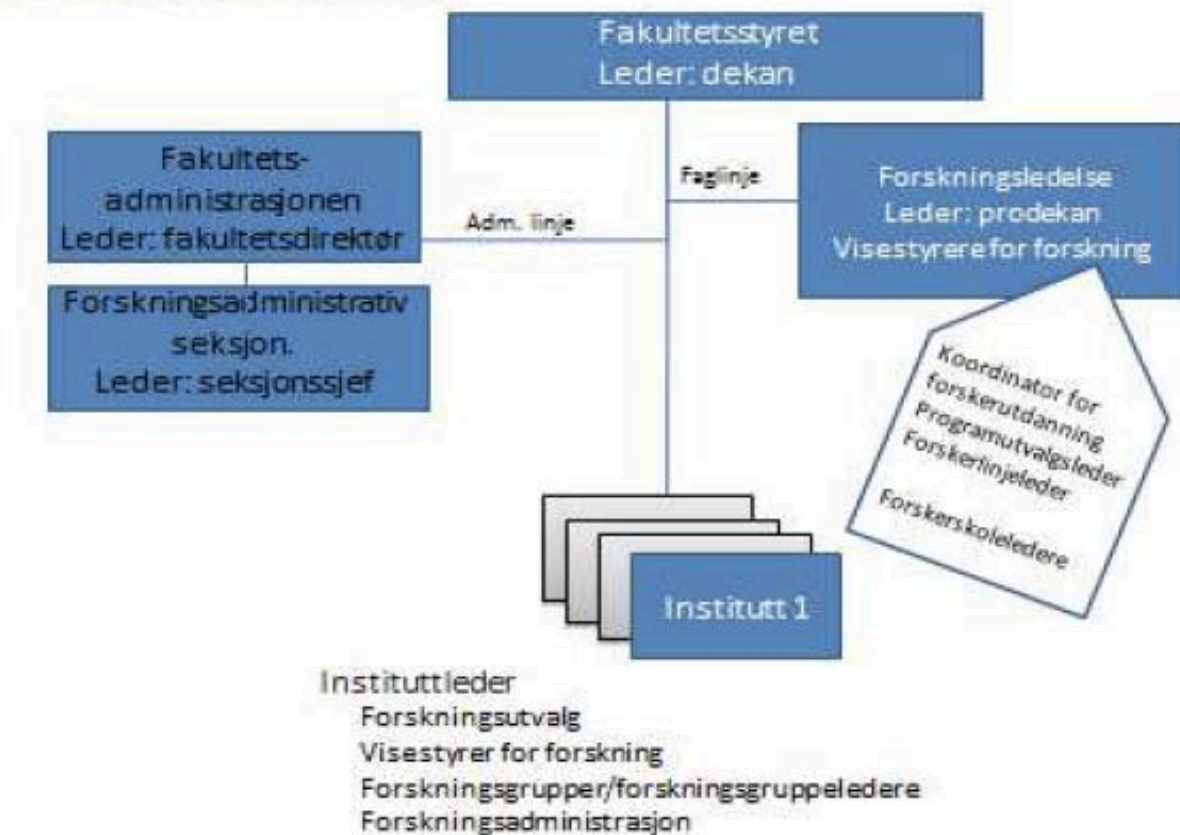 Fakultetsstyret
Leder: dekan
Fakultets-
administrasjonen
Leder: fakultetsdirektør
Adm. linje
Faglinje
Forskningsledelse
Leder: prodekan
Visestyrere for forskning
Forskningsadministrativ
seksjon.
Leder: seksjonssjef
Koordinator for
forskerutdanning
Programutvalgsleder
Forskerlinjeleder
Forskerskoleledere
Institutt 1
Instituttleder
Forskningsutvalg
Visestyrer for forskning
Forskningsgrupper/forskningsgruppeledere
Forskningsadministrasjon